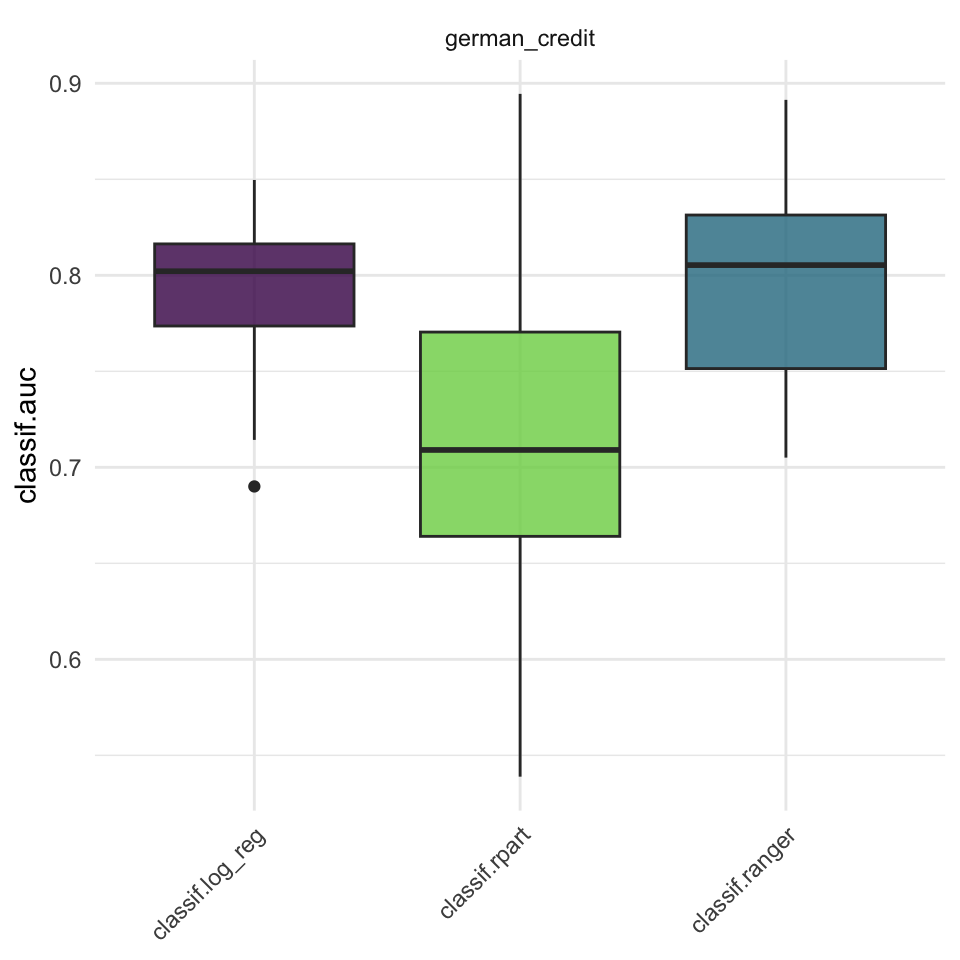 german_credit
0.9
0.8
0.7
0.6
classif.auc
classif.log_reg
classif.rpart
classif.ranger